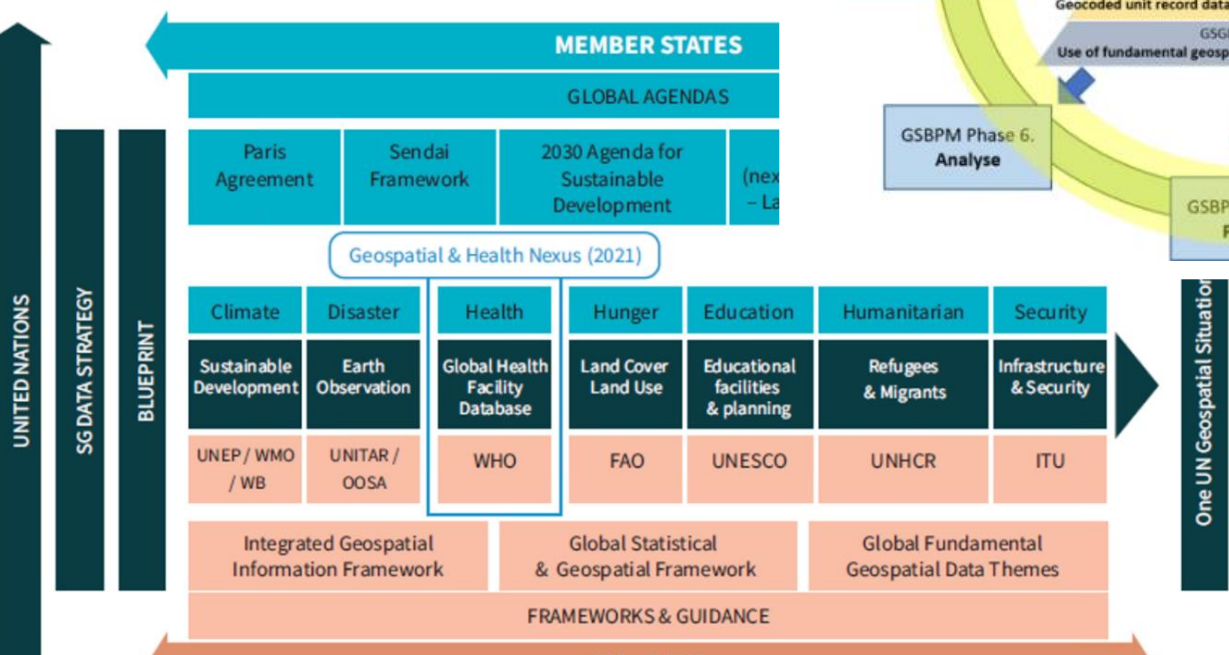 MEMBER STATES
GLOBAL AGENDAS
Paris
Agreement
Sendai
Framework
2030 Agenda for
Sustainable
Development
Geospatial & Health Nexus (2021)
UNITED NATIONS
SG DATA STRATEGY
BLUEPRINT
Climate
Disaster
Health
Hunger
Education
Humanitarian
Security
Sustainable
Development
Earth
Observation
Global Health
Facility
Database
Land Cover
Land Use
Educational
facilities
& planning
Refugees
& Migrants
Infrastructure
& Security
UNEP / WMO
/ WB
UNITAR /
OOSA
WHO
FAO
UNESCO
UNHCR
ITU
Integrated Geospatial
Information Framework
Global Statistical
& Geospatial Framework
Global Fundamental
Geospatial Data Themes
FRAMEWORKS & GUIDANCE
Geocoded unit record data
Use of fundamental
GSBPM Phase 6.
Analyse
One UN Geospatial Situation